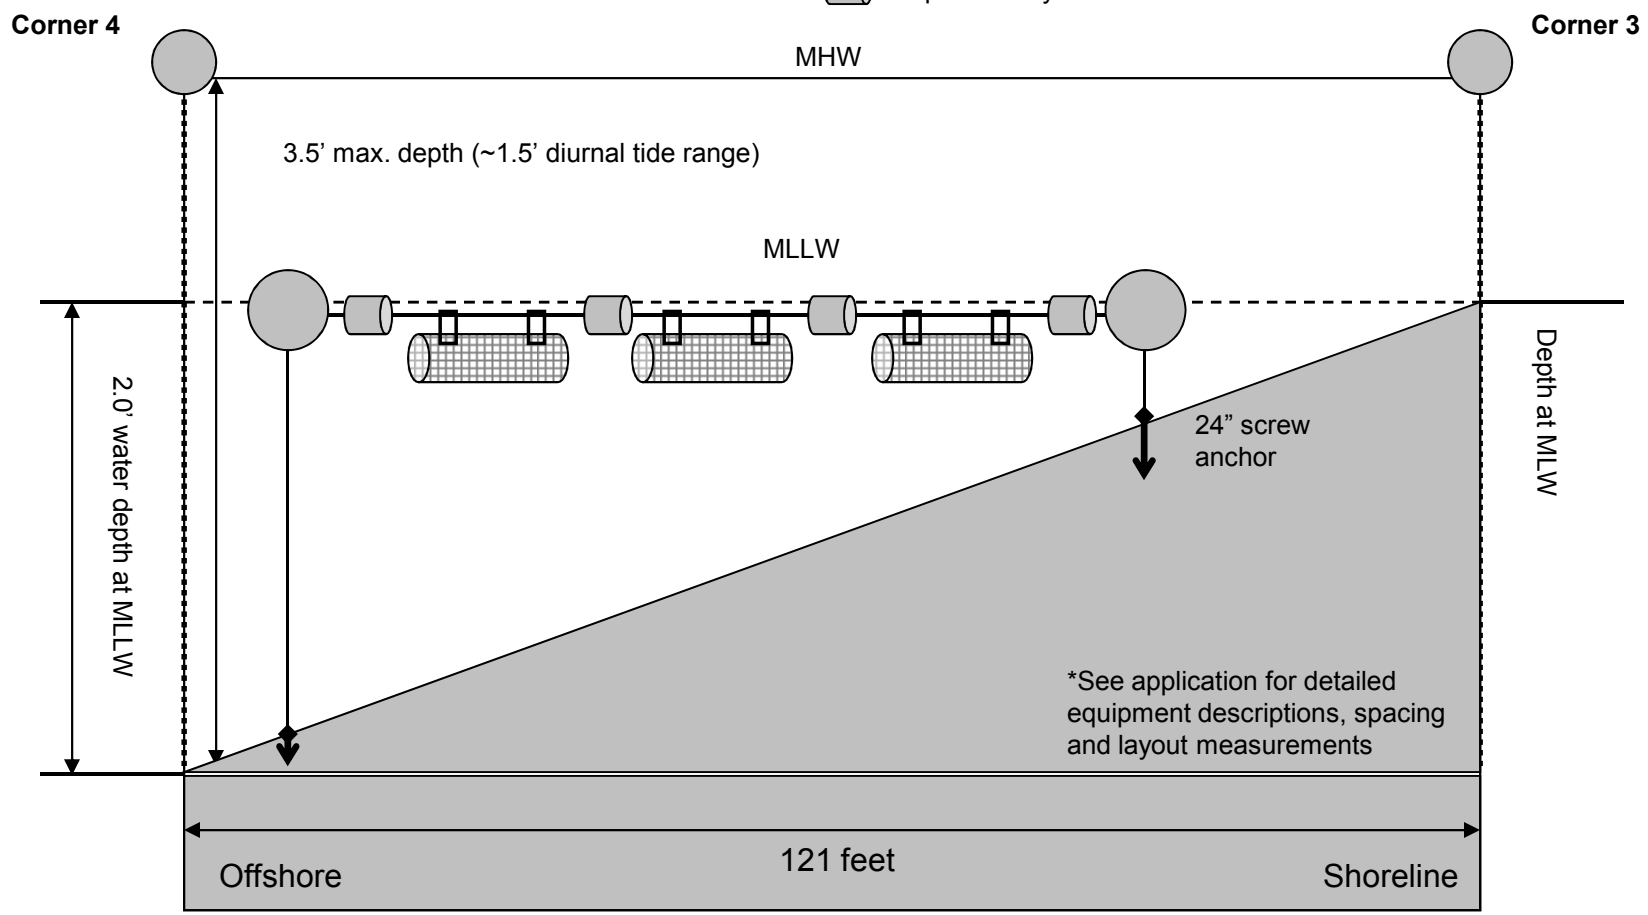 Corner 4
Corner 3
MHW
3.5’ max. depth (~1.5’ diurnal tide range)
MLLW
2.0’ water depth at MLLW
Depth at MLW
24” screw
anchor
*See application for detailed
equipment descriptions, spacing
and layout measurements
121 feet
Offshore
Shoreline